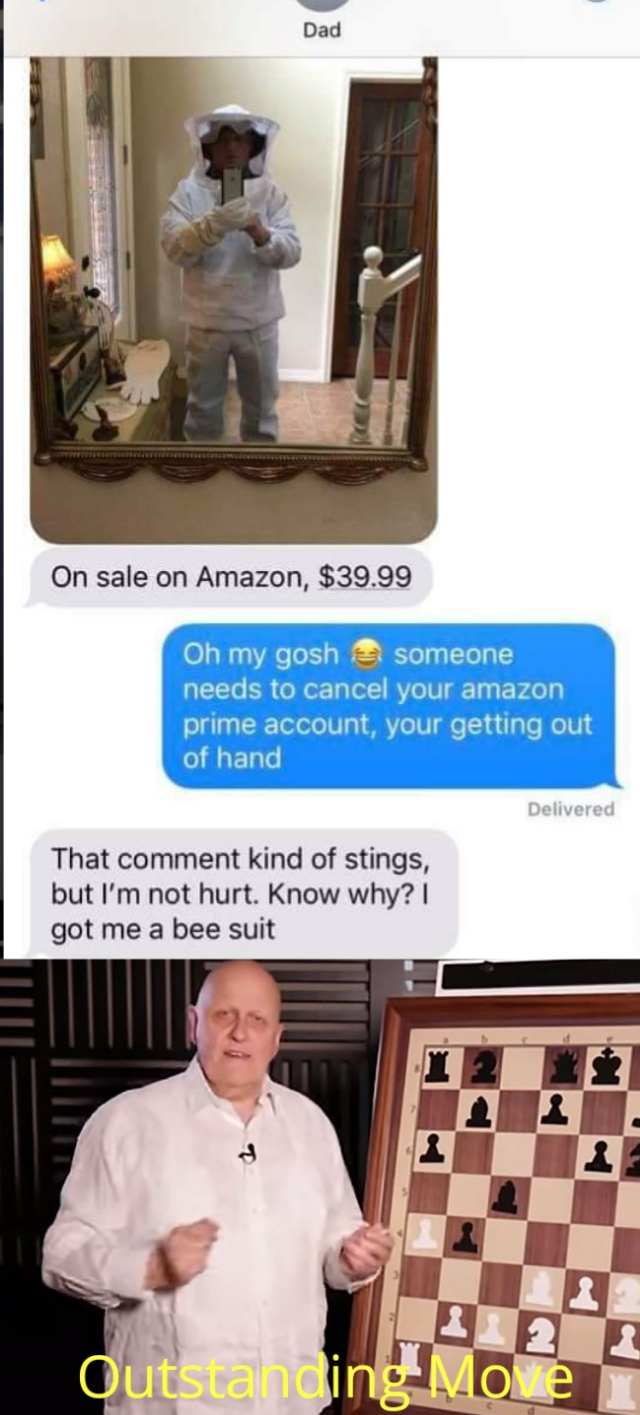 Dad
On sale on Amazon, $39.99
Oh my gosh 😂 someone
needs to cancel your amazon
prime account, your getting out
of hand
Delivered
That comment kind of stings,
but I'm not hurt. Know why? I
got me a bee suit
Outstanding Move